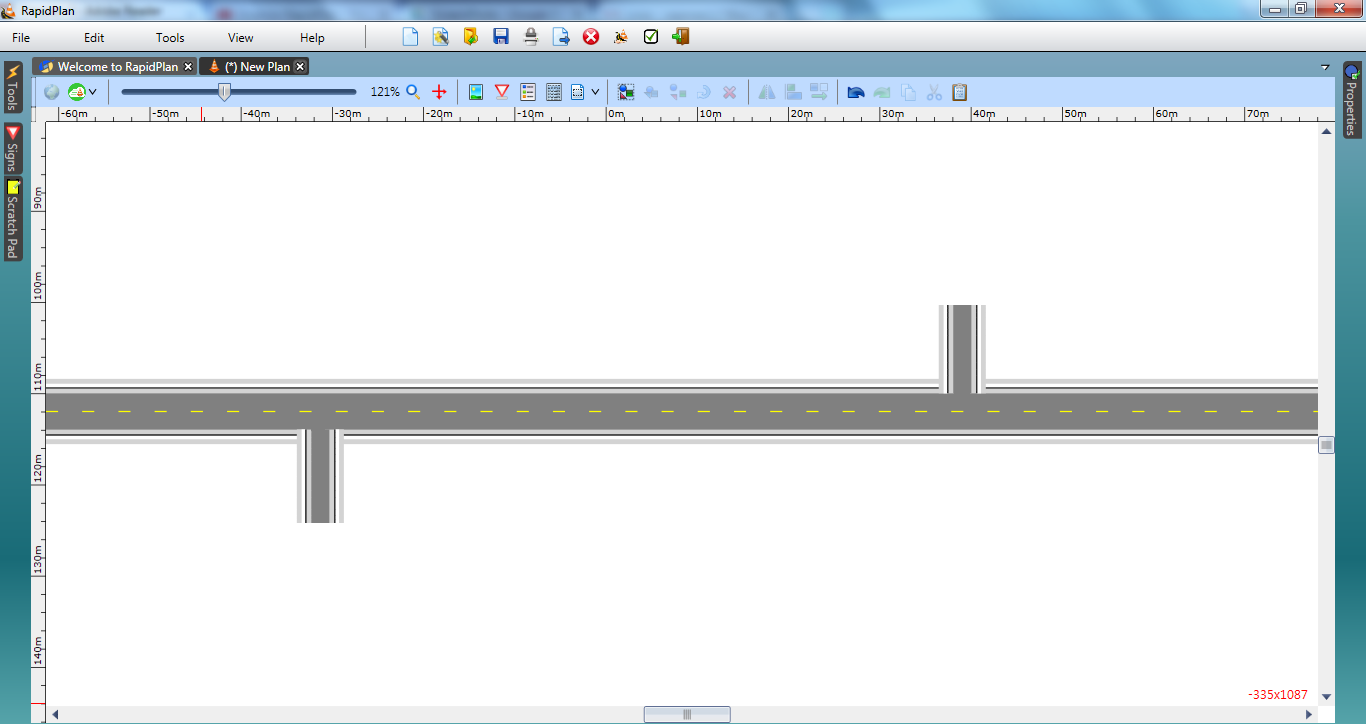 RapidPlan
File Edit Tools View Help
Welcome to RapidPlan (*) New Plan
121%
-60m -50m -40m -30m -20m -10m 0m 10m 20m 30m 40m 50m 60m 70m
Tools
Signs
Scratch Pad
Properties
90m
100m
110m
120m
130m
140m
-335x1087